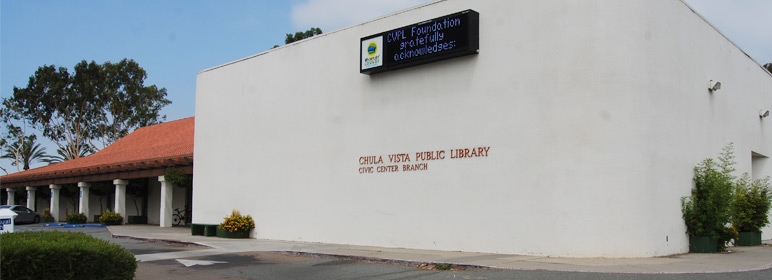 CVPL Foundation
gratefully
acknowledges:
CHULA VISTA PUBLIC LIBRARY
CIVIC CENTER BRANCH